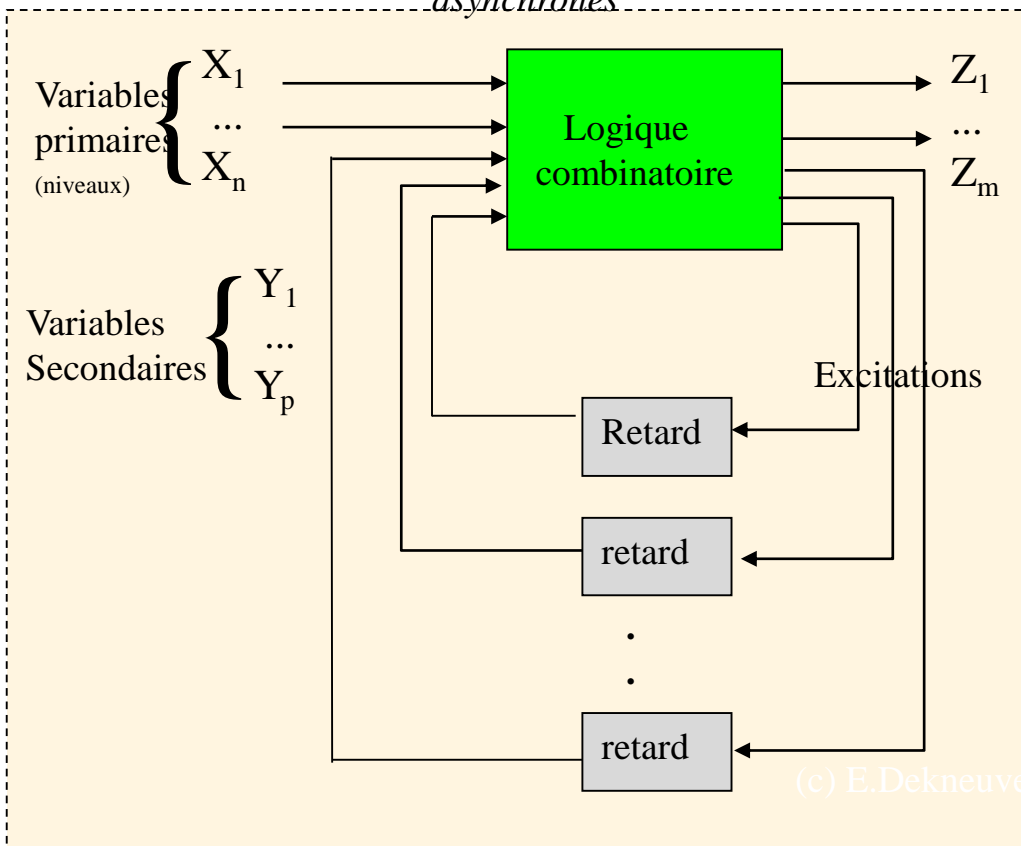 X1
Variables
primaires
(niveaux)
...
Xn
Logique
combinatoire
Z1
...
Zm
Y1
Variables
Secondaires
...
Yp
Excitations
Retard
retard
.
.
retard
(c) E.Dekneuve